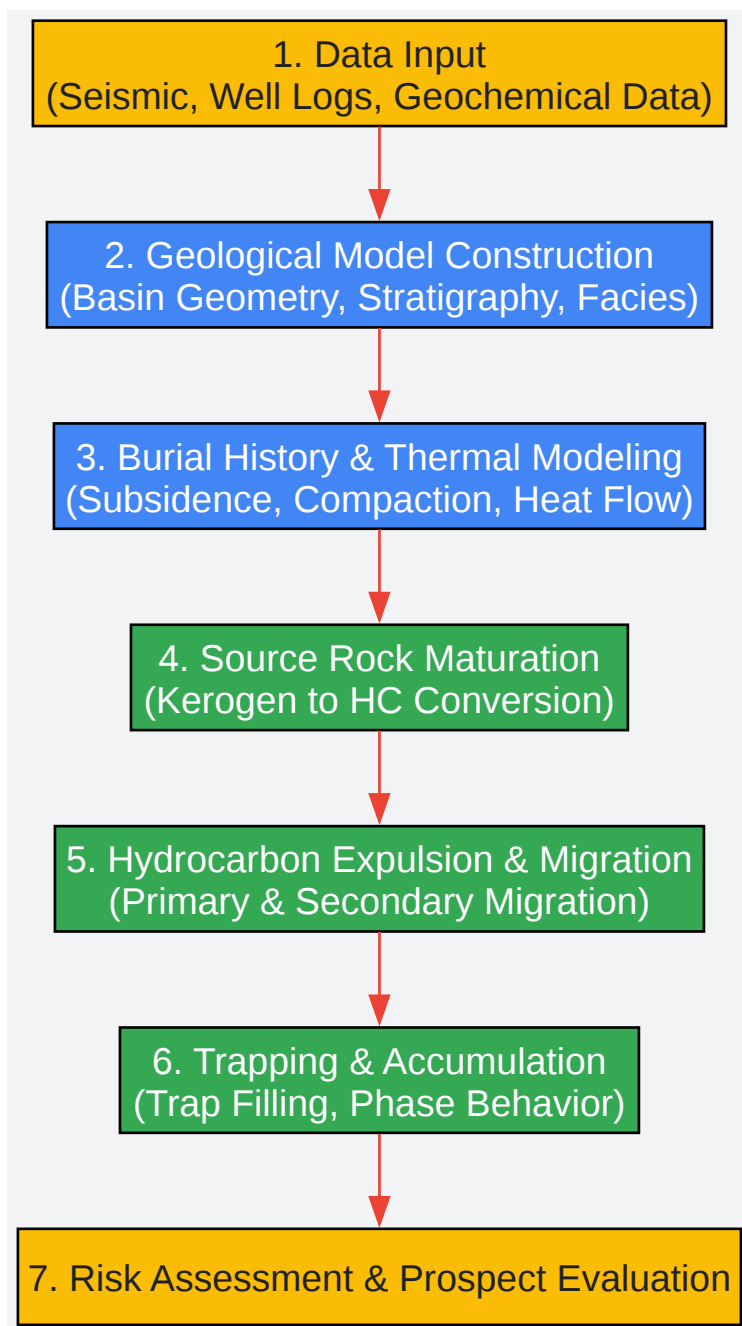 1. Data Input
(Seismic, Well Logs, Geochemical Data)
2. Geological Model Construction
(Basin Geometry, Stratigraphy, Facies)
3. Burial History & Thermal Modeling
(Subsidence, Compaction, Heat Flow)
4. Source Rock Maturation
(Kerogen to HC Conversion)
5. Hydrocarbon Expulsion & Migration
(Primary & Secondary Migration)
6. Trapping & Accumulation
(Trap Filling, Phase Behavior)
7. Risk Assessment & Prospect Evaluation